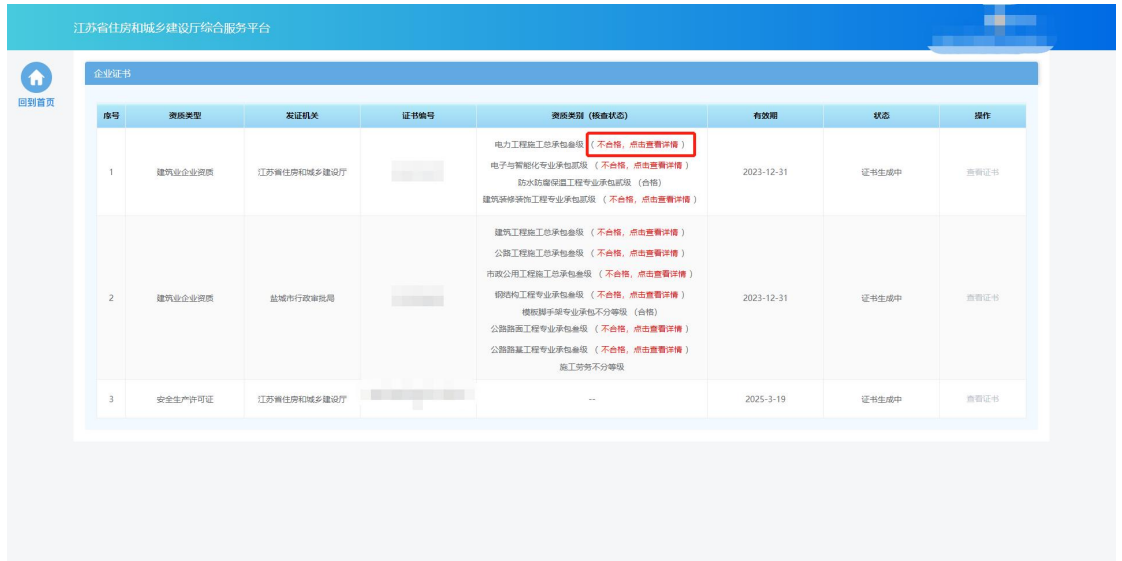 江苏省住房和城乡建设厅综合服务平台
回到首页
企业证书
序号 资质类型 发证机关 证书编号 资质类别（核查状态） 有效期 状态 操作
电力工程施工总承包叁级 （ 不合格，点击查看详情 ）
电子与智能化专业承包贰级 （ 不合格，点击查看详情 ）
1 建筑业企业资质 江苏省住房和城乡建设厅 2023-12-31 证书生成中 查看证书
防水防腐保温工程专业承包贰级 （合格）
建筑装修装饰工程专业承包贰级 （ 不合格，点击查看详情 ）
建筑工程施工总承包叁级 （ 不合格，点击查看详情 ）
公路工程施工总承包叁级 （ 不合格，点击查看详情 ）
市政公用工程施工总承包叁级 （ 不合格，点击查看详情 ）
钢结构工程专业承包叁级 （ 不合格，点击查看详情 ）
2 建筑业企业资质 盐城市行政审批局 2023-12-31 证书生成中 查看证书
模板脚手架专业承包不分等级 （合格）
公路路面工程专业承包叁级 （ 不合格，点击查看详情 ）
公路路基工程专业承包叁级 （ 不合格，点击查看详情 ）
施工劳务不分等级
3 安全生产许可证 江苏省住房和城乡建设厅 -- 2025-3-19 证书生成中 查看证书